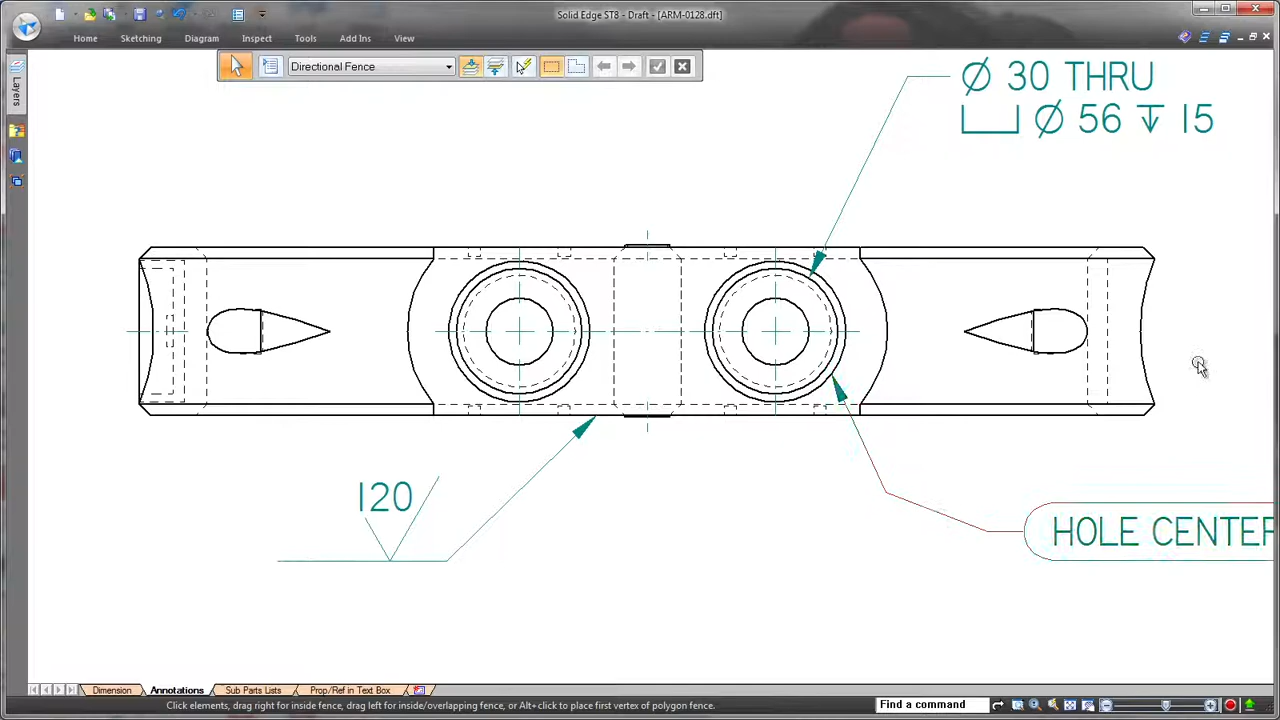 Solid Edge ST8 - Draft - [ARM-0128.dft]
Home Sketching Diagram Inspect Tools Add Ins View
Directional Fence
Layers
Ø 30 THRU
⌴ Ø 56 ↧ 15
120
HOLE CENTER
Dimension Annotations Sub Parts Lists Prop/Ref in Text Box
Click elements, drag right for inside fence, drag left for inside/overlapping fence, or Alt+click to place first vertex of polygon fence.
Find a command